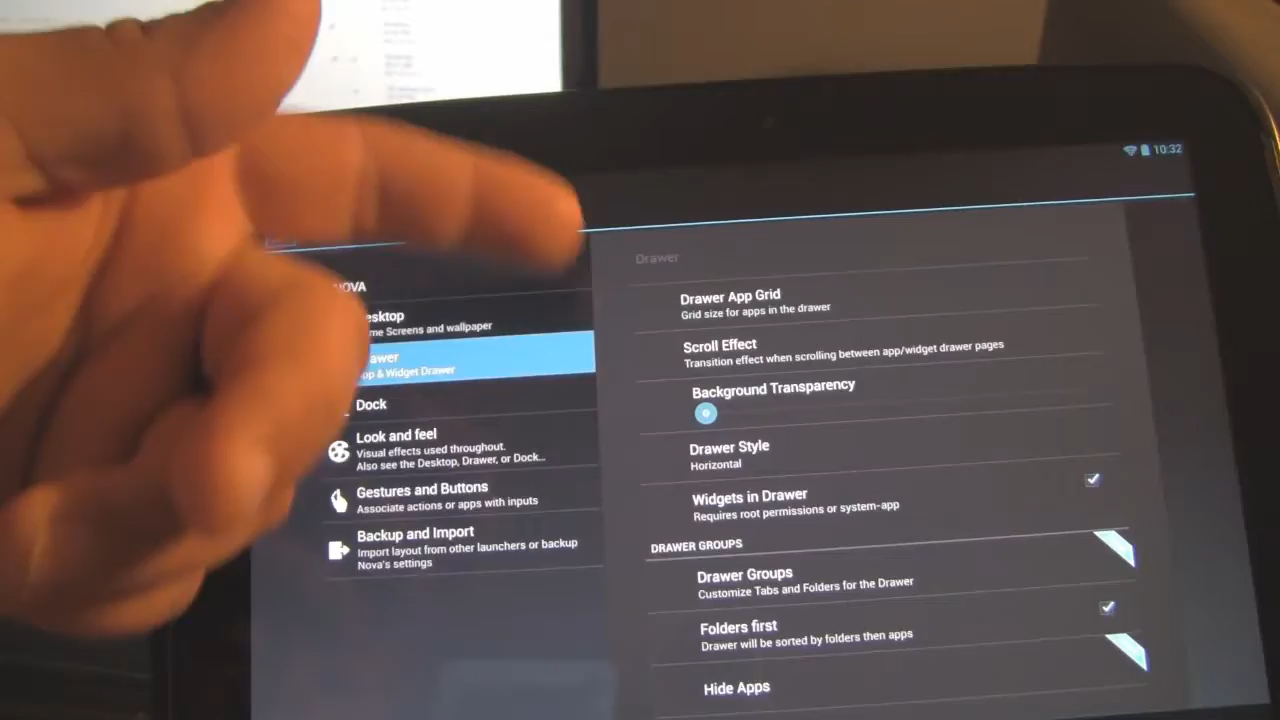 10:32
NOVA
esktop
me Screens and wallpaper
awer
pp & Widget Drawer
Dock
Look and feel
Visual effects used throughout.
Also see the Desktop, Drawer, or Dock...
Gestures and Buttons
Associate actions or apps with inputs
Backup and Import
Import layout from other launchers or backup
Nova's settings
Drawer
Drawer App Grid
Grid size for apps in the drawer
Scroll Effect
Transition effect when scrolling between app/widget drawer pages
Background Transparency
Drawer Style
Horizontal
Widgets in Drawer
Requires root permissions or system-app
DRAWER GROUPS
Drawer Groups
Customize Tabs and Folders for the Drawer
Folders first
Drawer will be sorted by folders then apps
Hide Apps